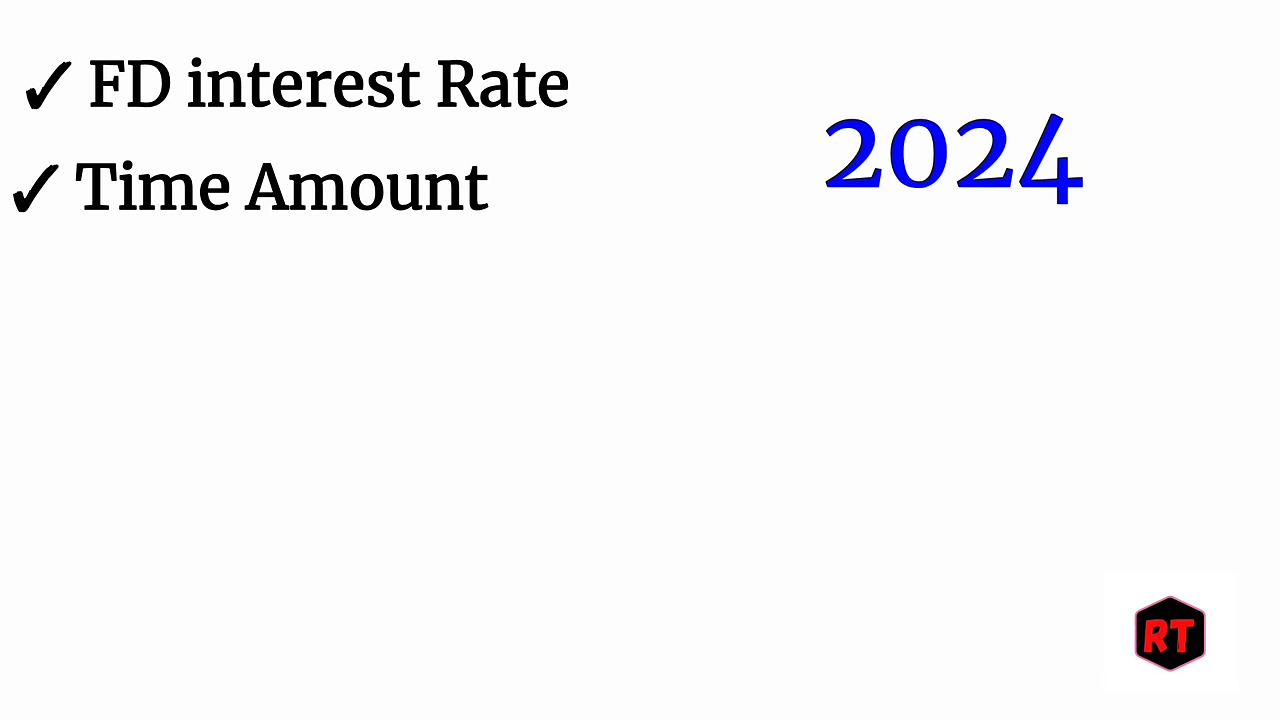 ✓ FD interest Rate
✓ Time Amount
2024
RT